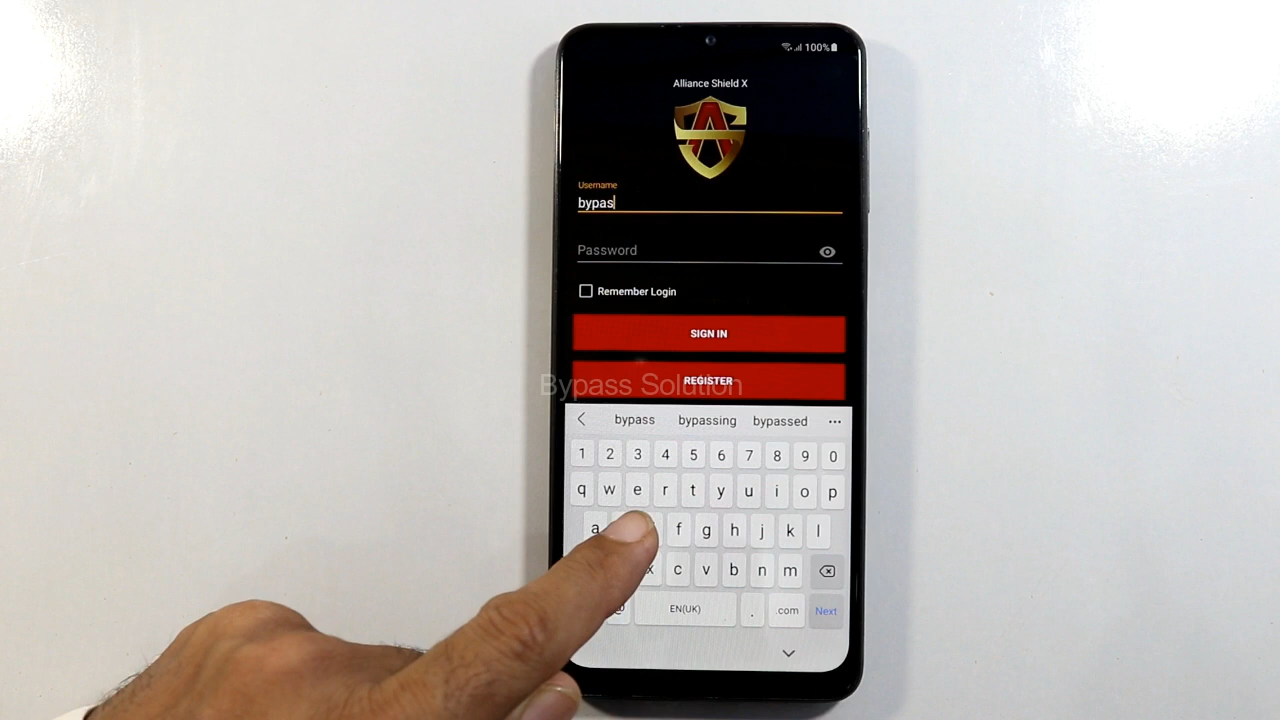 100%
Alliance Shield X
Username
bypas
Password
Remember Login
SIGN IN
REGISTER
Bypass Solution
bypass bypassing bypassed
1 2 3 4 5 6 7 8 9 0
q w e r t y u i o p
a f g h j k l
x c v b n m
@ EN(UK) . .com Next